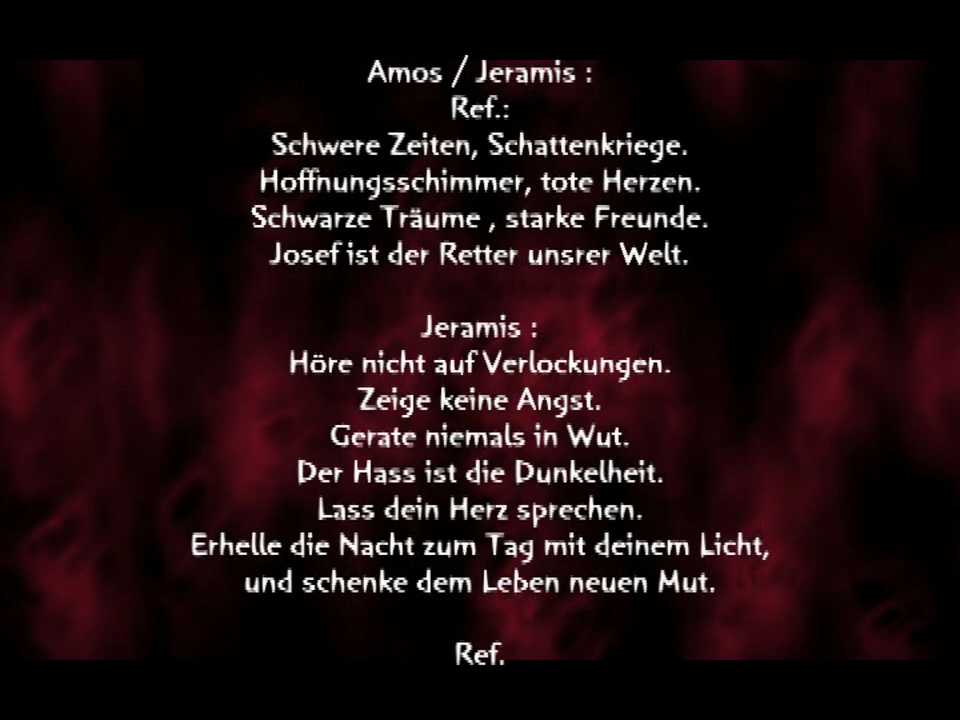 Amos / Jeramis :
Ref.:
Schwere Zeiten, Schattenkriege.
Hoffnungsschimmer, tote Herzen.
Schwarze Träume , starke Freunde.
Josef ist der Retter unsrer Welt.
Jeramis :
Höre nicht auf Verlockungen.
Zeige keine Angst.
Gerate niemals in Wut.
Der Hass ist die Dunkelheit.
Lass dein Herz sprechen.
Erhelle die Nacht zum Tag mit deinem Licht,
und schenke dem Leben neuen Mut.
Ref.